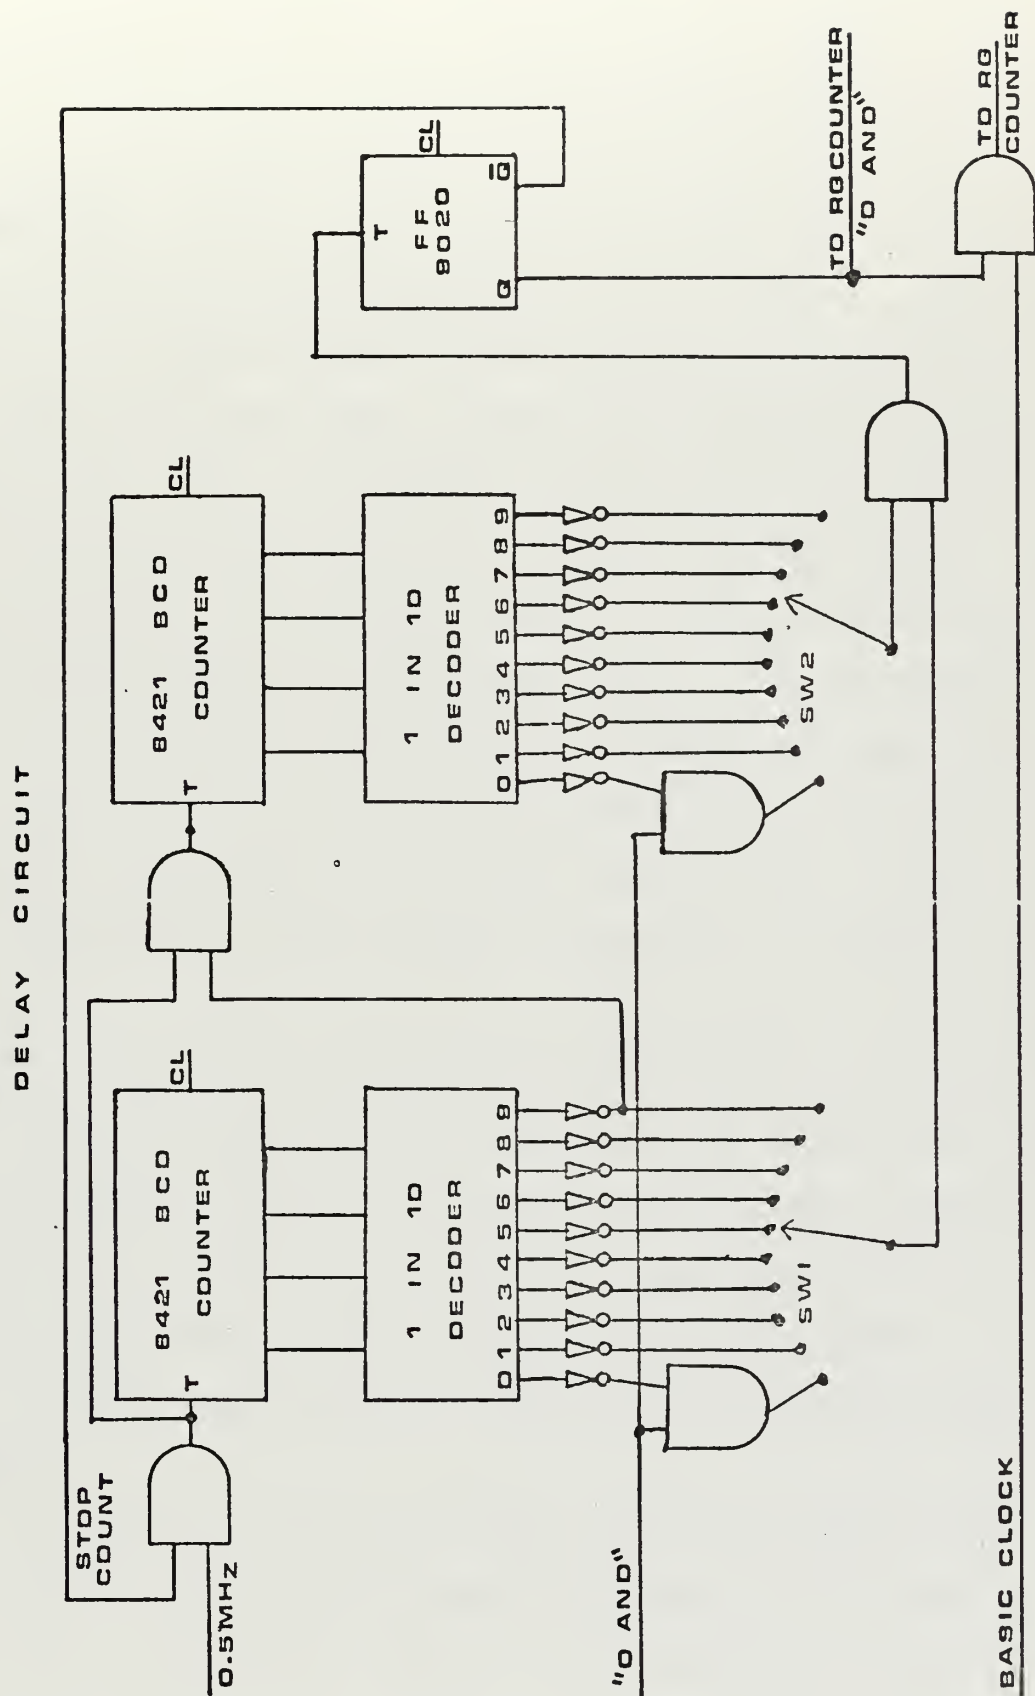 DELAY CIRCUIT
STOP
COUNT
0.5MHz
T
8421 BCD
COUNTER
CL
T
8421 BCD
COUNTER
CL
T
FF
9020
CL
Q
Q̅
1 IN 10
DECODER
0 1 2 3 4 5 6 7 8 9
1 IN 10
DECODER
0 1 2 3 4 5 6 7 8 9
SW1
SW2
"0 AND"
TO RGCOUNTER
"0 AND"
BASIC CLOCK
TO RG
COUNTER